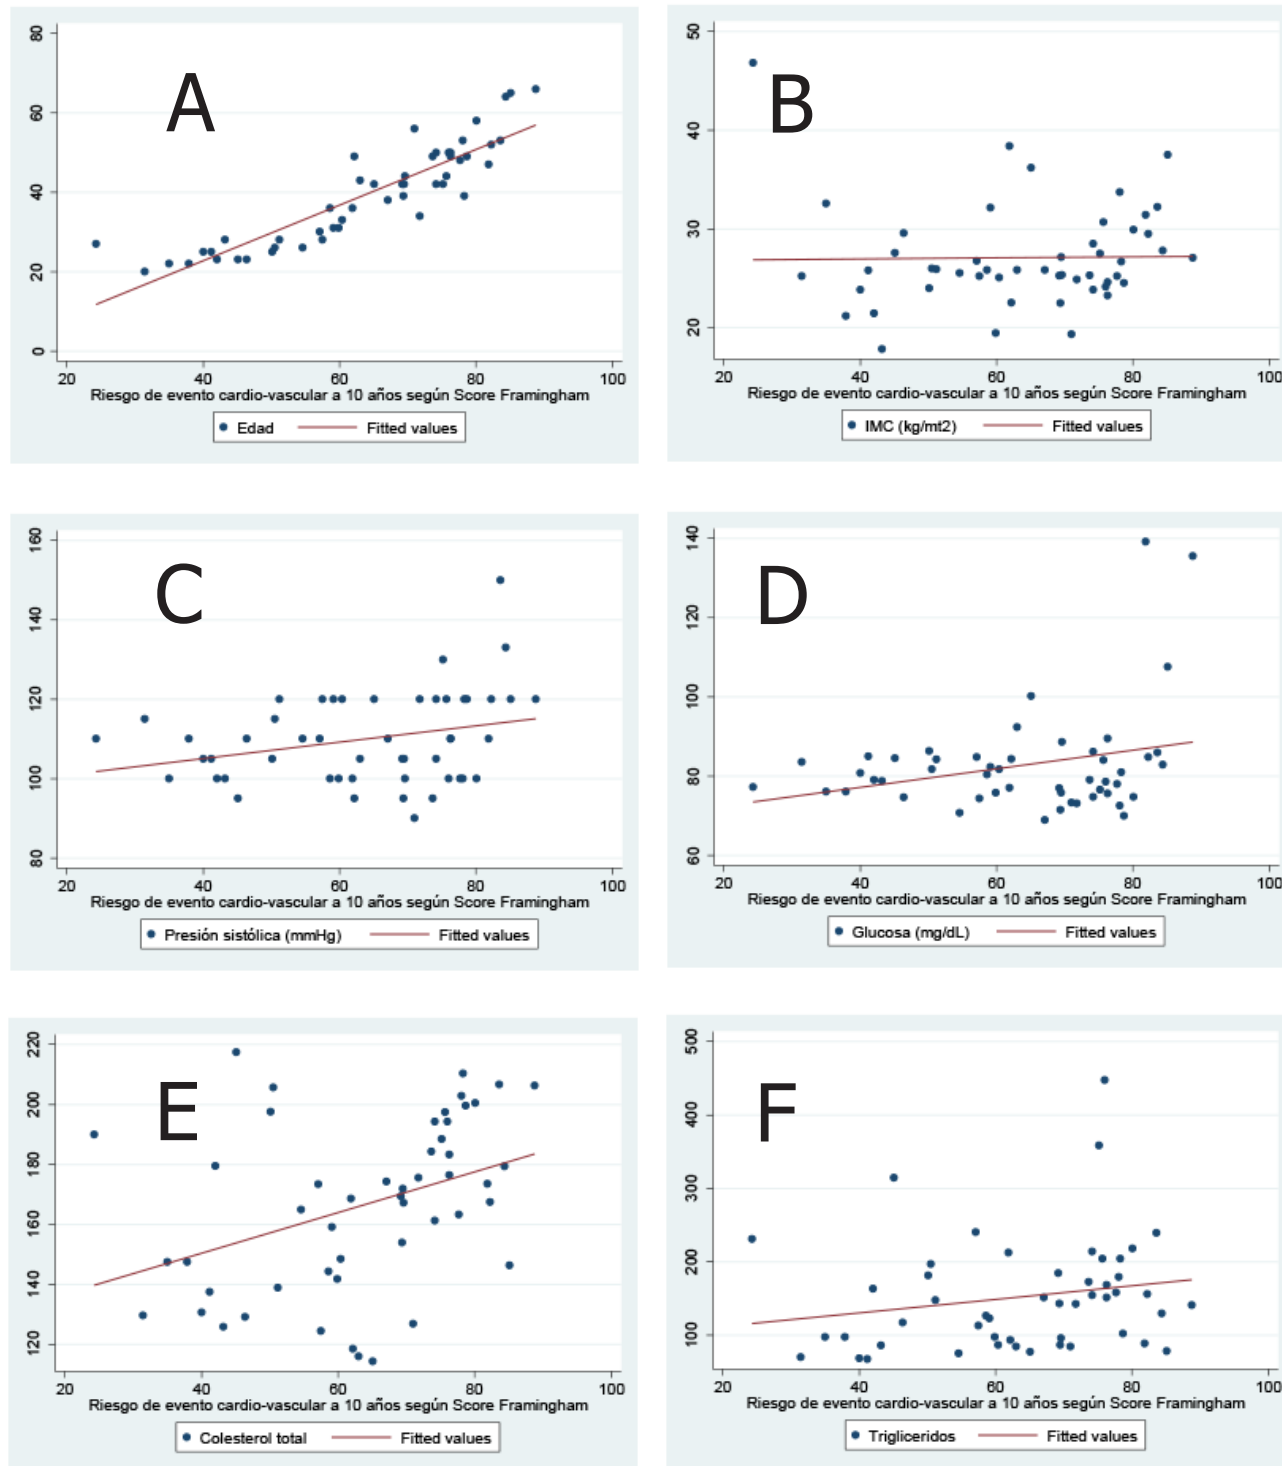 A
80
60
40
20
0
20 40 60 80 100
Riesgo de evento cardio-vascular a 10 años según Score Framingham
Edad Fitted values
B
50
40
30
20
20 40 60 80 100
Riesgo de evento cardio-vascular a 10 años según Score Framingham
IMC (kg/mt2) Fitted values
C
160
140
120
100
80
20 40 60 80 100
Riesgo de evento cardio-vascular a 10 años según Score Framingham
Presión sistólica (mmHg) Fitted values
D
140
120
100
80
60
20 40 60 80 100
Riesgo de evento cardio-vascular a 10 años según Score Framingham
Glucosa (mg/dL) Fitted values
E
220
200
180
160
140
120
20 40 60 80 100
Riesgo de evento cardio-vascular a 10 años según Score Framingham
Colesterol total Fitted values
F
500
400
300
200
100
20 40 60 80 100
Riesgo de evento cardio-vascular a 10 años según Score Framingham
Trigliceridos Fitted values